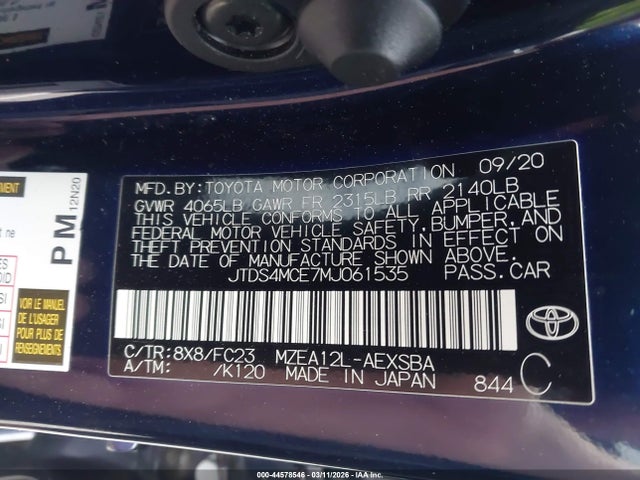 MFD. BY: TOYOTA MOTOR CORPORATION 09/20
GVWR 4065LB GAWR FR 2315LB RR 2140LB
THIS VEHICLE CONFORMS TO ALL APPLICABLE
FEDERAL MOTOR VEHICLE SAFETY, BUMPER, AND
THEFT PREVENTION STANDARDS IN EFFECT ON
THE DATE OF MANUFACTURE SHOWN ABOVE.
JTDS4MCE7MJ061535 PASS.CAR
C/TR: 8X8/FC23 MZEA12L-AEXSBA
A/TM: /K120 MADE IN JAPAN 844 C
TOYOTA
PM 12N20
VOIR LE MANUEL
DE L'USAGER
POUR PLUS DE
RENSEIGNEMENTS
000-44578546 - 03/11/2026 - IAA Inc.